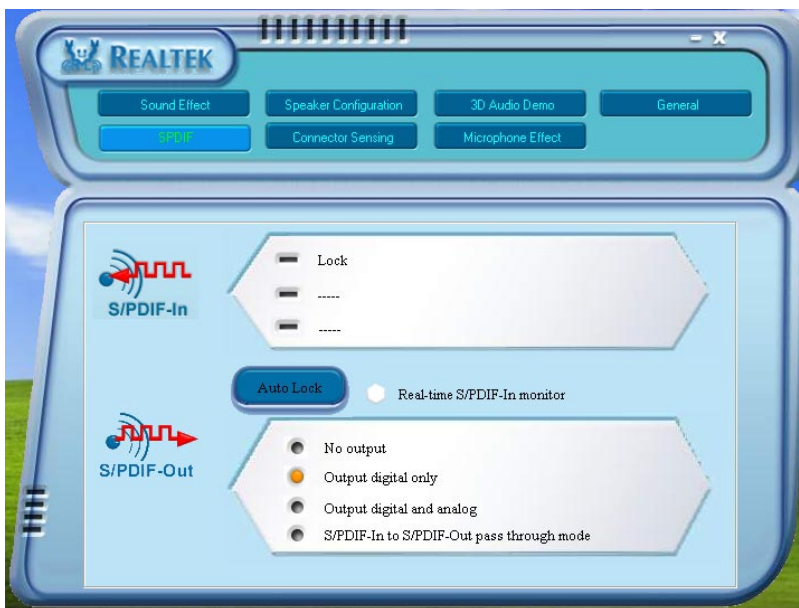 REALTEK
- X
Sound Effect
Speaker Configuration
3D Audio Demo
General
SPDIF
Connector Sensing
Microphone Effect
S/PDIF-In
Lock
-----
-----
Auto Lock
Real-time S/PDIF-In monitor
S/PDIF-Out
No output
Output digital only
Output digital and analog
S/PDIF-In to S/PDIF-Out pass through mode